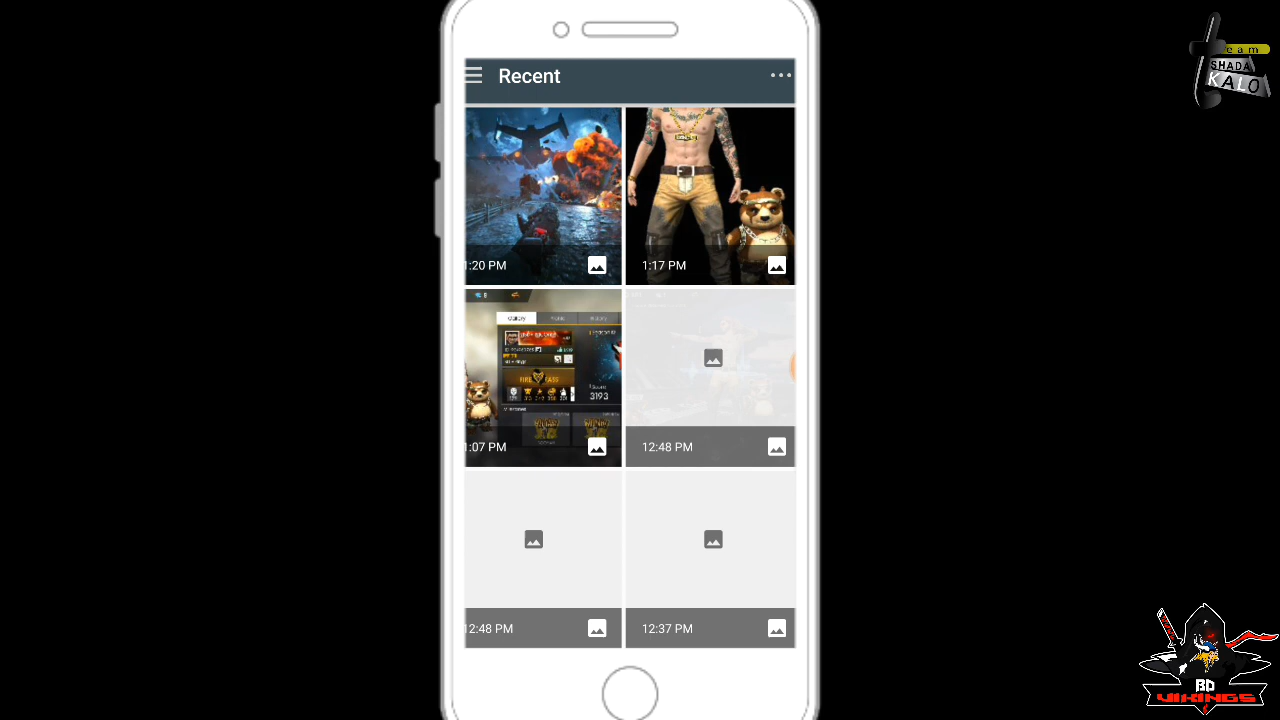 eam
SHADA
KALO
Recent
1:20 PM
1:17 PM
3193
1:07 PM
12:48 PM
12:48 PM
12:37 PM
BD
VIKINGS